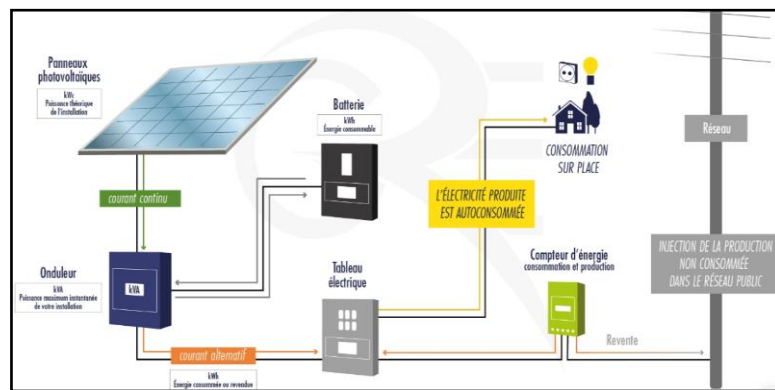 Panneaux
photovoltaïques
kWc
Puissance théorique
de l'installation
Batterie
kWh
Énergie consommable
CONSOMMATION
SUR PLACE
Réseau
courant continu
L'ÉLECTRICITÉ PRODUITE
EST AUTOCONSOMMÉE
INJECTION DE LA PRODUCTION
NON CONSOMMÉE
DANS LE RÉSEAU PUBLIC
Onduleur
kVA
Puissance maximum instantanée
de votre installation
kVA
Tableau
électrique
Compteur d'énergie
consommation et production
courant alternatif
kWh
Énergie consommée ou revendue
Revente